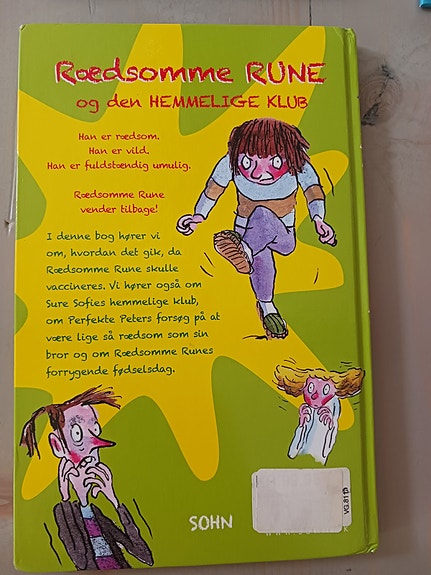 Rædsomme RUNE
og den HEMMELIGE KLUB
Han er rædsom.
Han er vild.
Han er fuldstændig umulig.
Rædsomme Rune
vender tilbage!
I denne bog hører vi
om, hvordan det gik, da
Rædsomme Rune skulle
vaccineres. Vi hører også om
Sure Sofies hemmelige klub,
om Perfekte Peters forsøg på at
være lige så rædsom som sin
bror og om Rædsomme Runes
forrygende fødselsdag.
SOHN